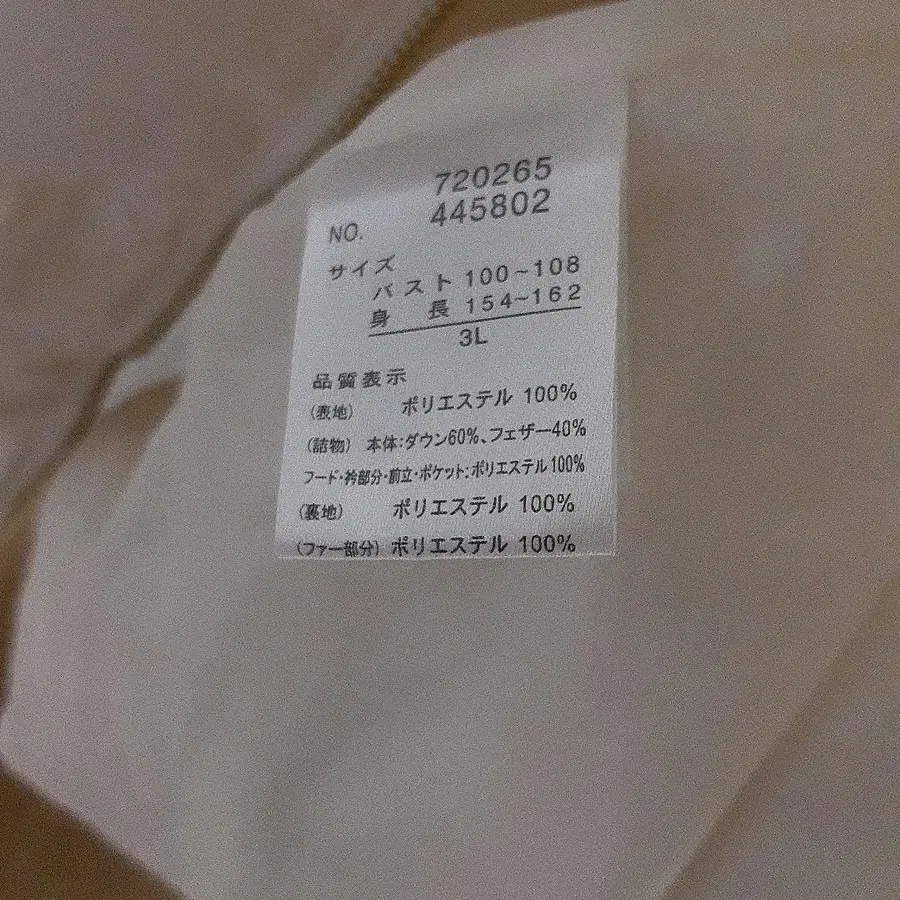 720265
NO. 445802
サイズ
バスト 100~108
身長 154~162
3L
品質表示
(表地) ポリエステル 100%
(詰物) 本体:ダウン60%、フェザー40%
フード・衿部分・前立・ポケット:ポリエステル100%
(裏地) ポリエステル 100%
(ファー部分) ポリエステル 100%